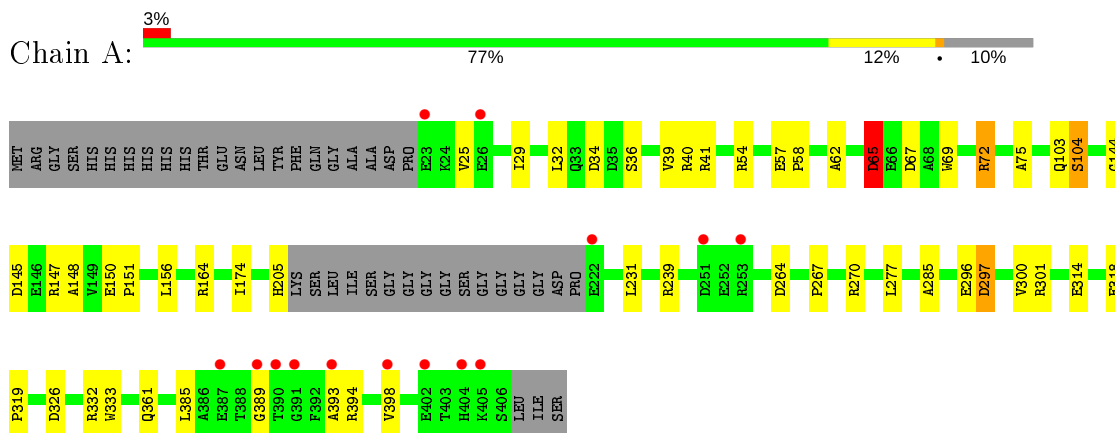 3%
Chain A:
77% 12% • 10%
MET ARG GLY SER HIS HIS HIS HIS HIS HIS THR GLU ASN LEU TYR PHE GLN GLY ALA ALA ASP PRO E23 K24 V25 E26 I29 L32 Q33 D34 D35 S36 V39 R40 R41 R54 E57 P58 A62 D65 E66 D67 A68 W69 R72 A75 Q103 S104
D145 E146 R147 A148 V149 E150 P151 L156 R164 I174 H205 LYS SER LEU ILE SER GLY GLY GLY GLY SER GLY GLY GLY GLY ASP PRO E222 L231 R239 D251 E252 R253 D264 P267 R270 L277 A285 E296 D297 V300 R301 E314
P319 D326 R332 W333 Q361 L385 A386 E387 T388 G389 T390 G391 F392 A393 R394 V398 E402 T403 H404 K405 S406 LEU ILE SER